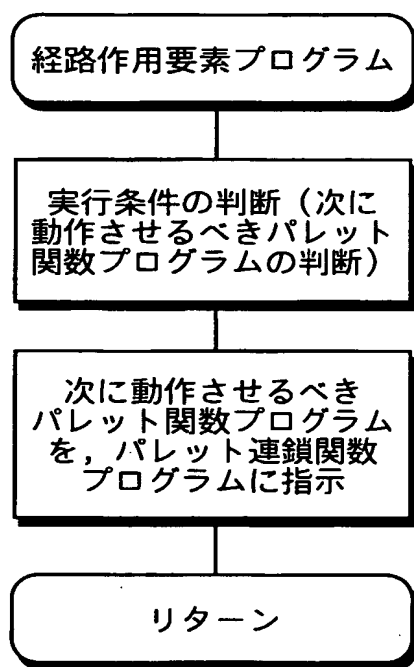 経路作用要素プログラム
実行条件の判断（次に
動作させるべきパレット
関数プログラムの判断）
次に動作させるべき
パレット関数プログラム
を，パレット連鎖関数
プログラムに指示
リターン